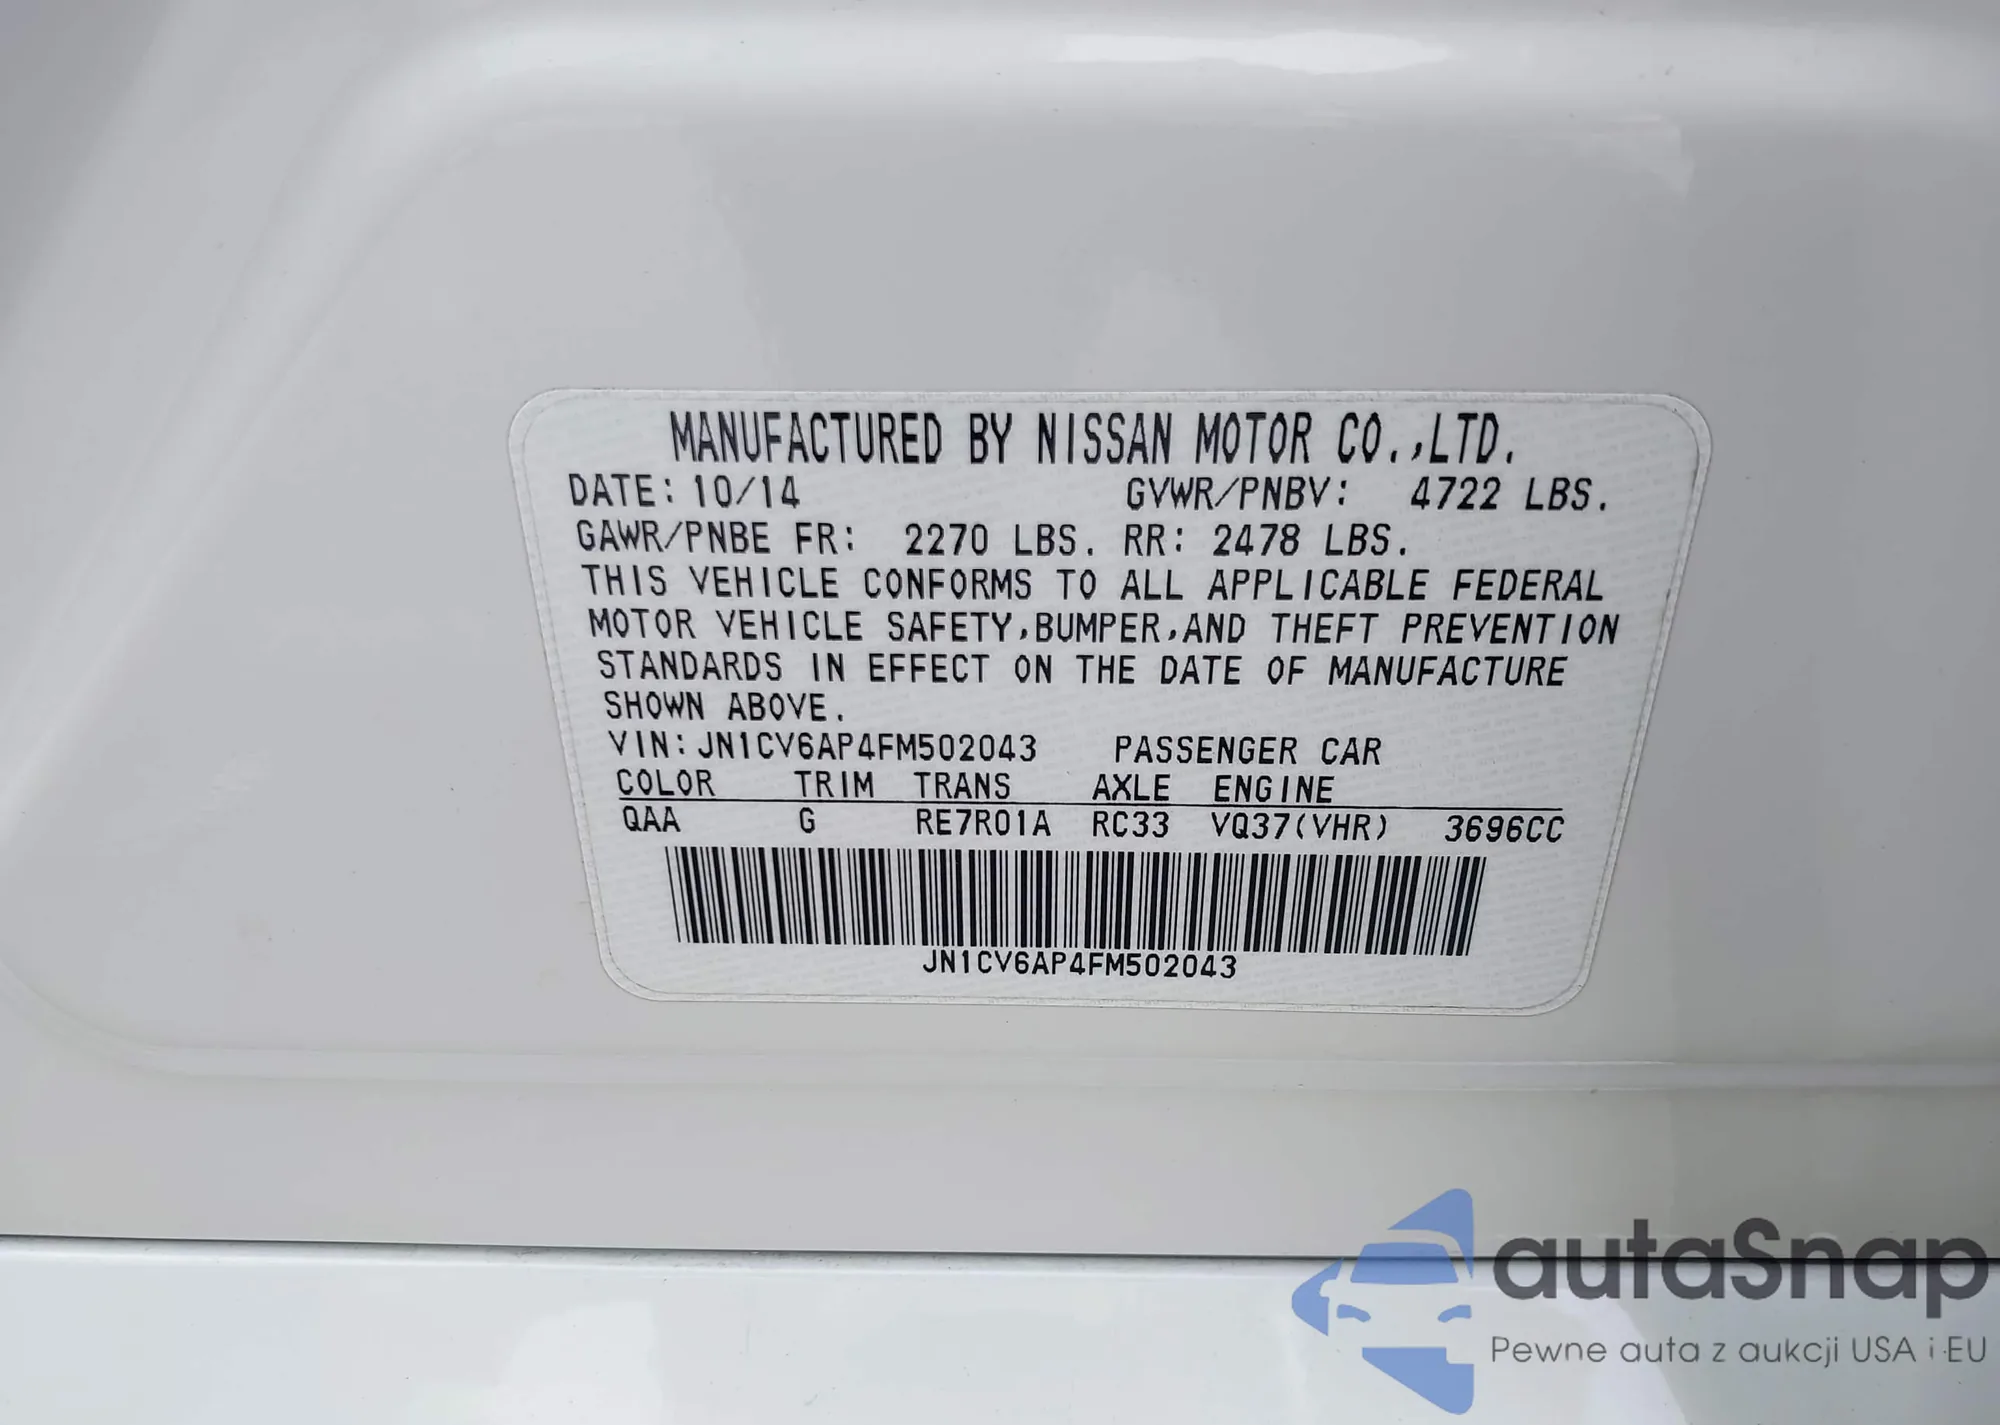 MANUFACTURED BY NISSAN MOTOR CO.,LTD.
DATE: 10/14 GVWR/PNBV: 4722 LBS.
GAWR/PNBE FR: 2270 LBS. RR: 2478 LBS.
THIS VEHICLE CONFORMS TO ALL APPLICABLE FEDERAL
MOTOR VEHICLE SAFETY,BUMPER,AND THEFT PREVENTION
STANDARDS IN EFFECT ON THE DATE OF MANUFACTURE
SHOWN ABOVE.
VIN: JN1CV6AP4FM502043 PASSENGER CAR
COLOR TRIM TRANS AXLE ENGINE
QAA G RE7R01A RC33 VQ37(VHR) 3696CC
JN1CV6AP4FM502043
autaSnap
Pewne auta z aukcji USA i EU